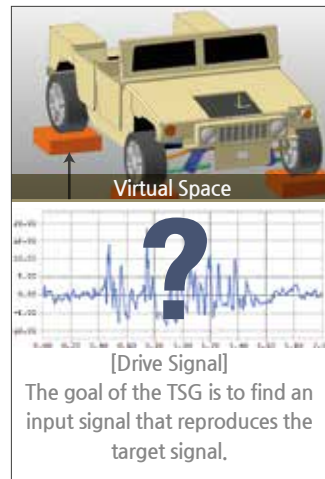 Virtual Space
[Drive Signal]
The goal of the TSG is to find an
input signal that reproduces the
target signal.
?